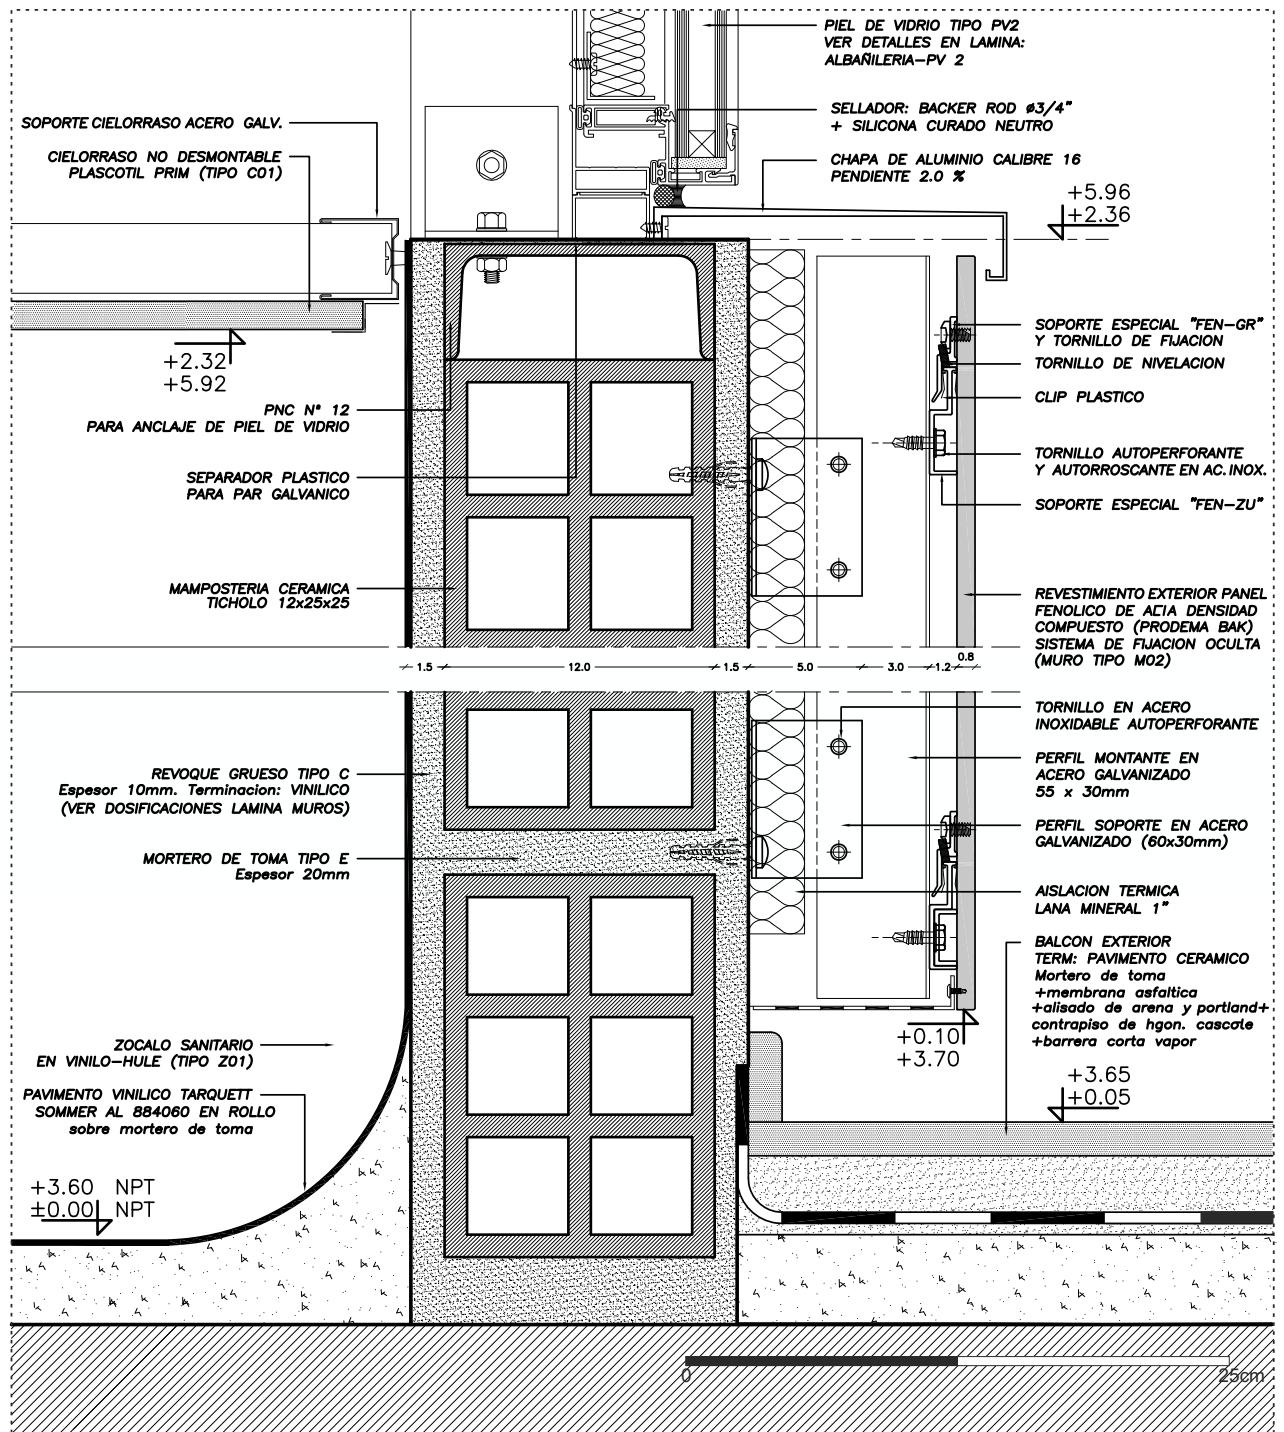 PIEL DE VIDRIO TIPO PV2
VER DETALLES EN LAMINA:
ALBAÑILERIA-PV 2
SELLADOR: BACKER ROD ø3/4"
+ SILICONA CURADO NEUTRO
CHAPA DE ALUMINIO CALIBRE 16
PENDIENTE 2.0 %
+5.96
+2.36
SOPORTE CIELORRASO ACERO GALV.
CIELORRASO NO DESMONTABLE
PLASCOTIL PRIM (TIPO C01)
+2.32
+5.92
PNC N° 12
PARA ANCLAJE DE PIEL DE VIDRIO
SEPARADOR PLASTICO
PARA PAR GALVANICO
MAMPOSTERIA CERAMICA
TICHOLO 12x25x25
SOPORTE ESPECIAL "FEN-GR"
Y TORNILLO DE FIJACION
TORNILLO DE NIVELACION
CLIP PLASTICO
TORNILLO AUTOPERFORANTE
Y AUTORROSCANTE EN AC.INOX.
SOPORTE ESPECIAL "FEN-ZU"
REVESTIMIENTO EXTERIOR PANEL
FENOLICO DE ACIA DENSIDAD
COMPUESTO (PRODEMA BAK)
SISTEMA DE FIJACION OCULTA
(MURO TIPO M02)
1.5 12.0 1.5 5.0 3.0 1.2 0.8
REVOQUE GRUESO TIPO C
Espesor 10mm. Terminacion: VINILICO
(VER DOSIFICACIONES LAMINA MUROS)
MORTERO DE TOMA TIPO E
Espesor 20mm
ZOCALO SANITARIO
EN VINILO-HULE (TIPO Z01)
PAVIMENTO VINILICO TARQUETT
SOMMER AL 884060 EN ROLLO
sobre mortero de toma
+3.60 NPT
±0.00 NPT
TORNILLO EN ACERO
INOXIDABLE AUTOPERFORANTE
PERFIL MONTANTE EN
ACERO GALVANIZADO
55 x 30mm
PERFIL SOPORTE EN ACERO
GALVANIZADO (60x30mm)
AISLACION TERMICA
LANA MINERAL 1"
BALCON EXTERIOR
TERM: PAVIMENTO CERAMICO
Mortero de toma
+membrana asfaltica
+alisado de arena y portland+
contrapiso de hgon. cascote
+barrera corta vapor
+0.10
+3.70
+3.65
+0.05
0 25cm